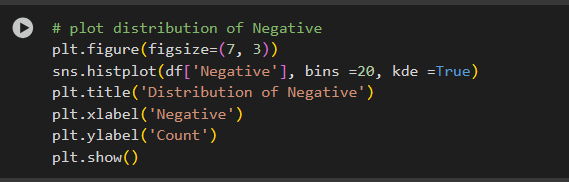 # plot distribution of Negative
plt.figure(figsize=(7, 3))
sns.histplot(df['Negative'], bins =20, kde =True)
plt.title('Distribution of Negative')
plt.xlabel('Negative')
plt.ylabel('Count')
plt.show()